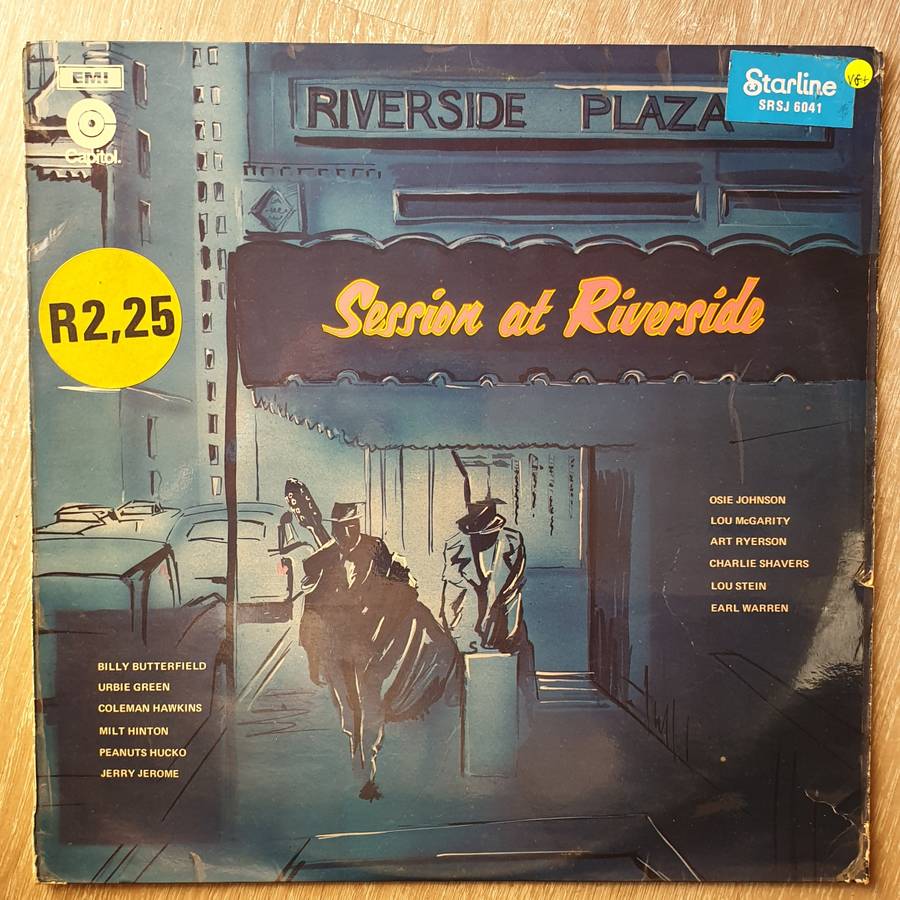 EMI
Capitol.
RIVERSIDE PLAZA
Starline
SRSJ 6041
VG+
R2,25
Session at Riverside
OSIE JOHNSON
LOU McGARITY
ART RYERSON
CHARLIE SHAVERS
LOU STEIN
EARL WARREN
BILLY BUTTERFIELD
URBIE GREEN
COLEMAN HAWKINS
MILT HINTON
PEANUTS HUCKO
JERRY JEROME